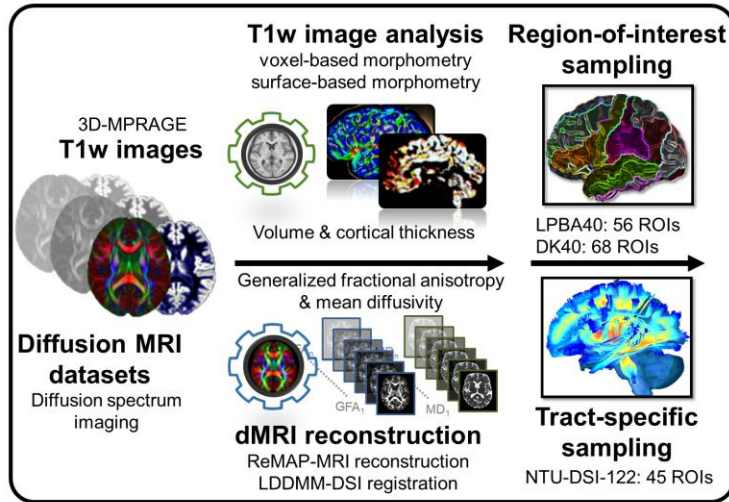 3D-MPRAGE
T1w images
Diffusion MRI
datasets
Diffusion spectrum
imaging
T1w image analysis
voxel-based morphometry
surface-based morphometry
Volume & cortical thickness
Generalized fractional anisotropy
& mean diffusivity
GFA1
MD1
dMRI reconstruction
ReMAP-MRI reconstruction
LDDMM-DSI registration
Region-of-interest
sampling
LPBA40: 56 ROIs
DK40: 68 ROIs
Tract-specific
sampling
NTU-DSI-122: 45 ROIs